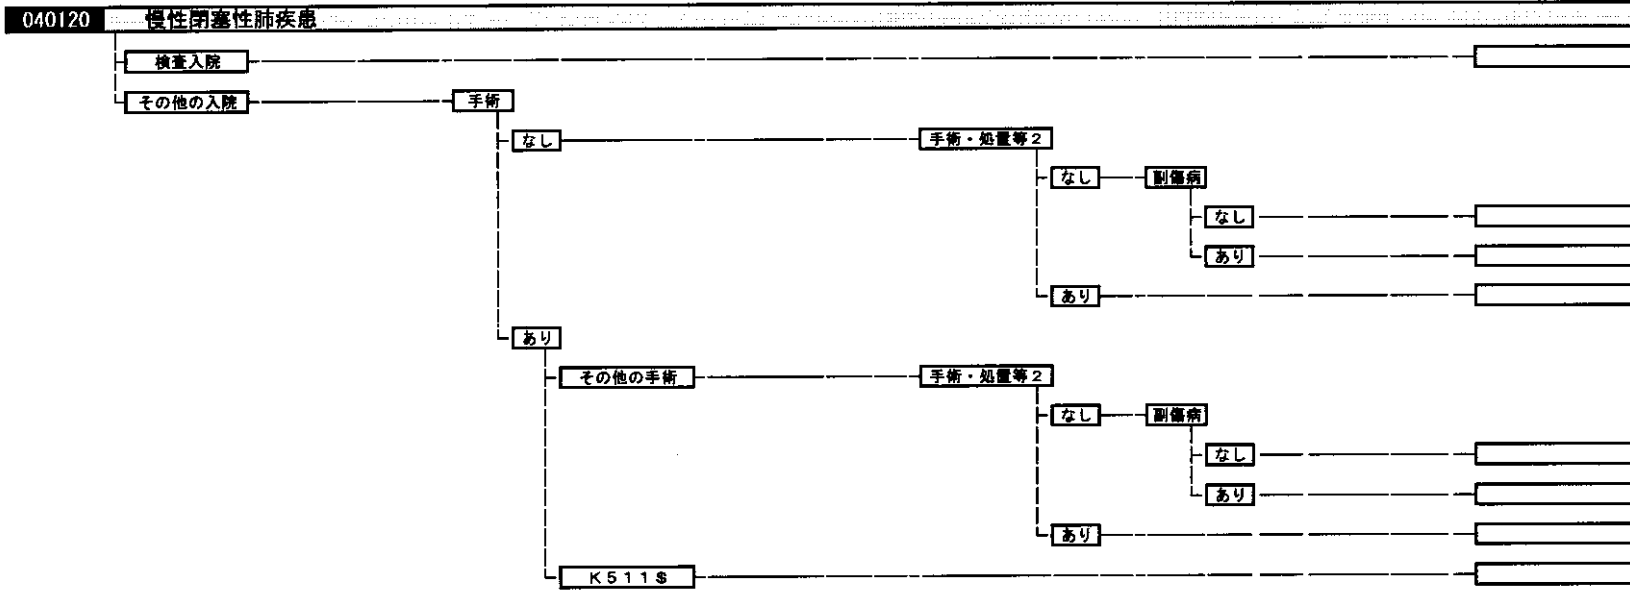 040120 慢性閉塞性肺疾患
検査入院
その他の入院 手術
なし 手術・処置等2
なし 副傷病
なし
あり
あり
あり
その他の手術 手術・処置等2
なし 副傷病
なし
あり
あり
K511$